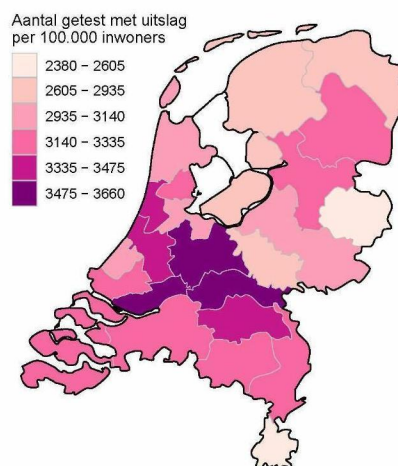 Aantal getest met uitslag
per 100.000 inwoners
2380 – 2605
2605 – 2935
2935 – 3140
3140 – 3335
3335 – 3475
3475 – 3660